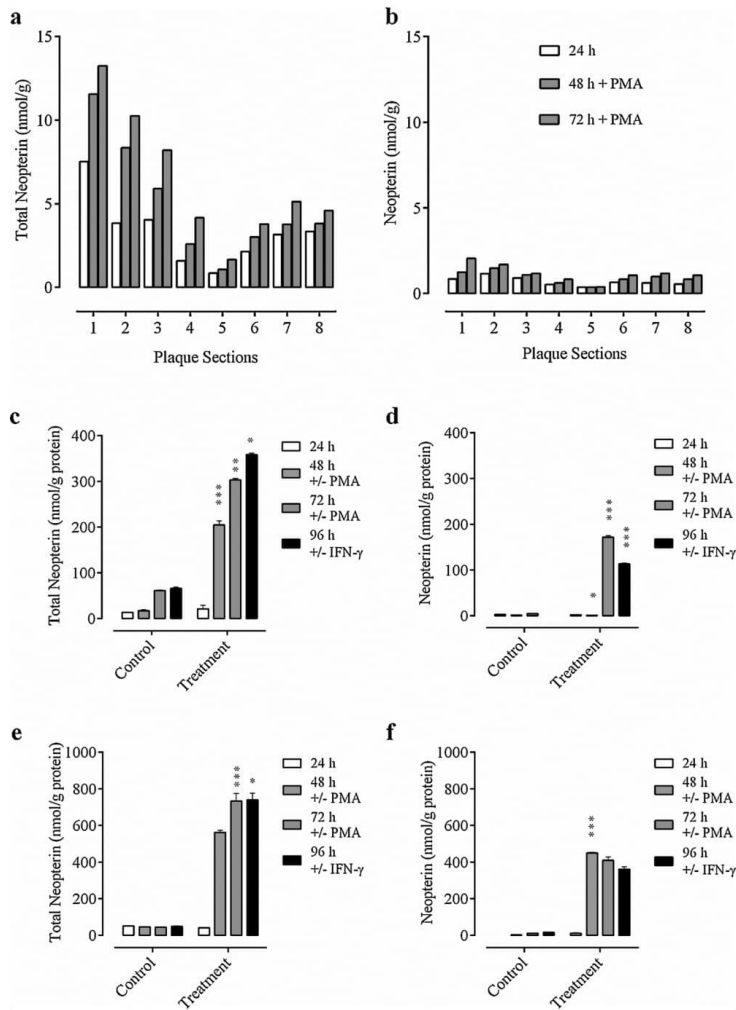 a
15
10
5
0
Total Neopterin (nmol/g)
1 2 3 4 5 6 7 8
Plaque Sections
b
15
10
5
0
Neopterin (nmol/g)
24 h
48 h + PMA
72 h + PMA
1 2 3 4 5 6 7 8
Plaque Sections
c
400
300
200
100
0
Total Neopterin (nmol/g protein)
***
**
*
Control
Treatment
24 h
48 h
+/- PMA
72 h
+/- PMA
96 h
+/- IFN-γ
d
400
300
200
100
0
Neopterin (nmol/g protein)
*
***
***
Control
Treatment
24 h
48 h
+/- PMA
72 h
+/- PMA
96 h
+/- IFN-γ
e
1000
800
600
400
200
0
Total Neopterin (nmol/g protein)
***
*
Control
Treatment
24 h
48 h
+/- PMA
72 h
+/- PMA
96 h
+/- IFN-γ
f
1000
800
600
400
200
0
Neopterin (nmol/g protein)
***
Control
Treatment
24 h
48 h
+/- PMA
72 h
+/- PMA
96 h
+/- IFN-γ